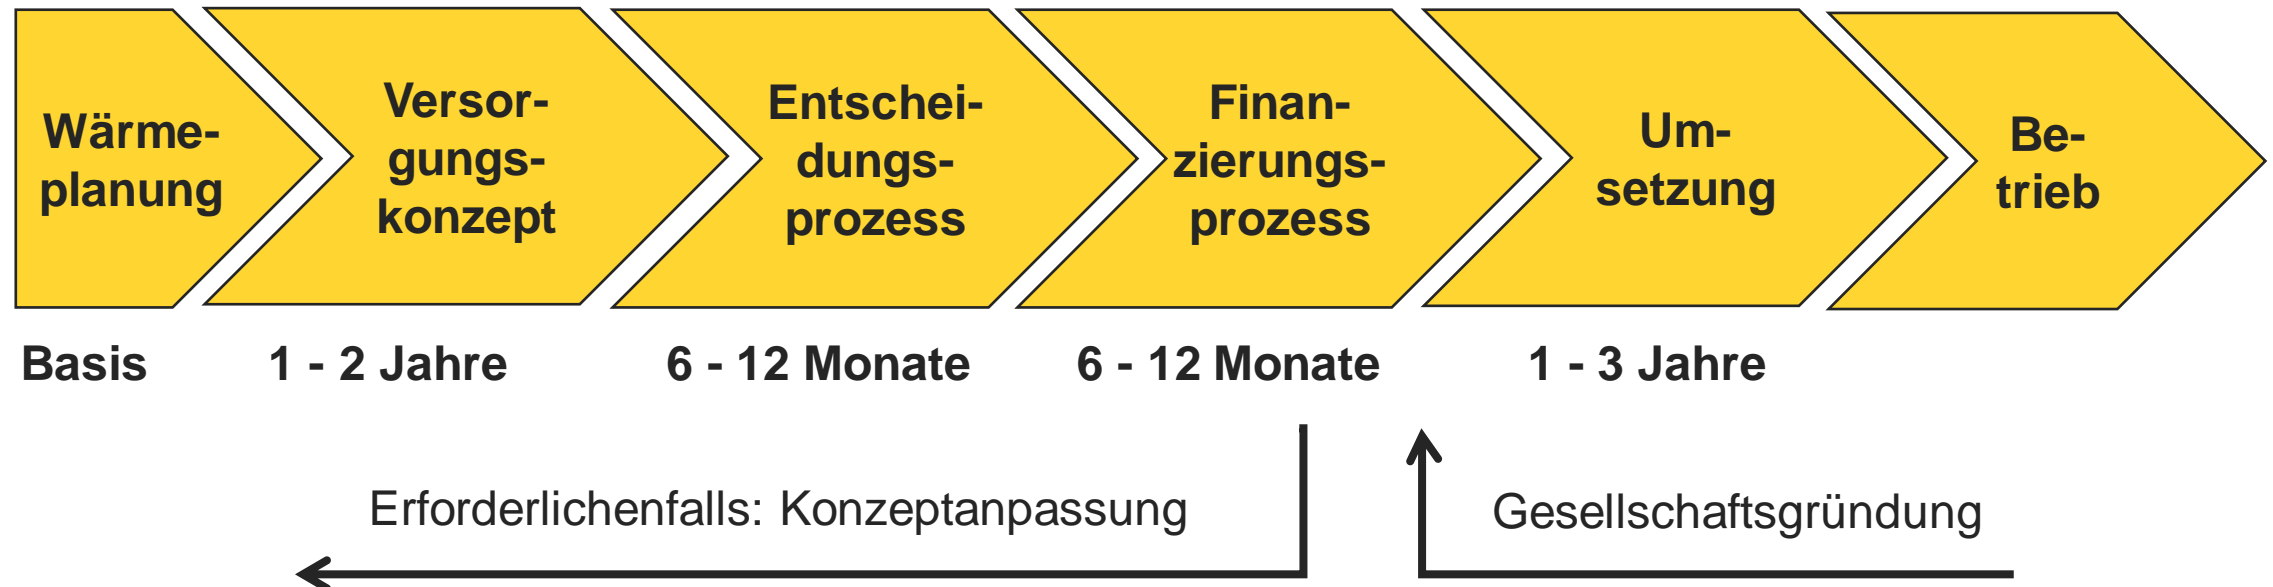 Wärme-
planung
Versor-
gungs-
konzept
Entschei-
dungs-
prozess
Finan-
zierungs-
prozess
Um-
setzung
Be-
trieb
Basis
1 - 2 Jahre
6 - 12 Monate
6 - 12 Monate
1 - 3 Jahre
Erforderlichenfalls: Konzeptanpassung
Gesellschaftsgründung